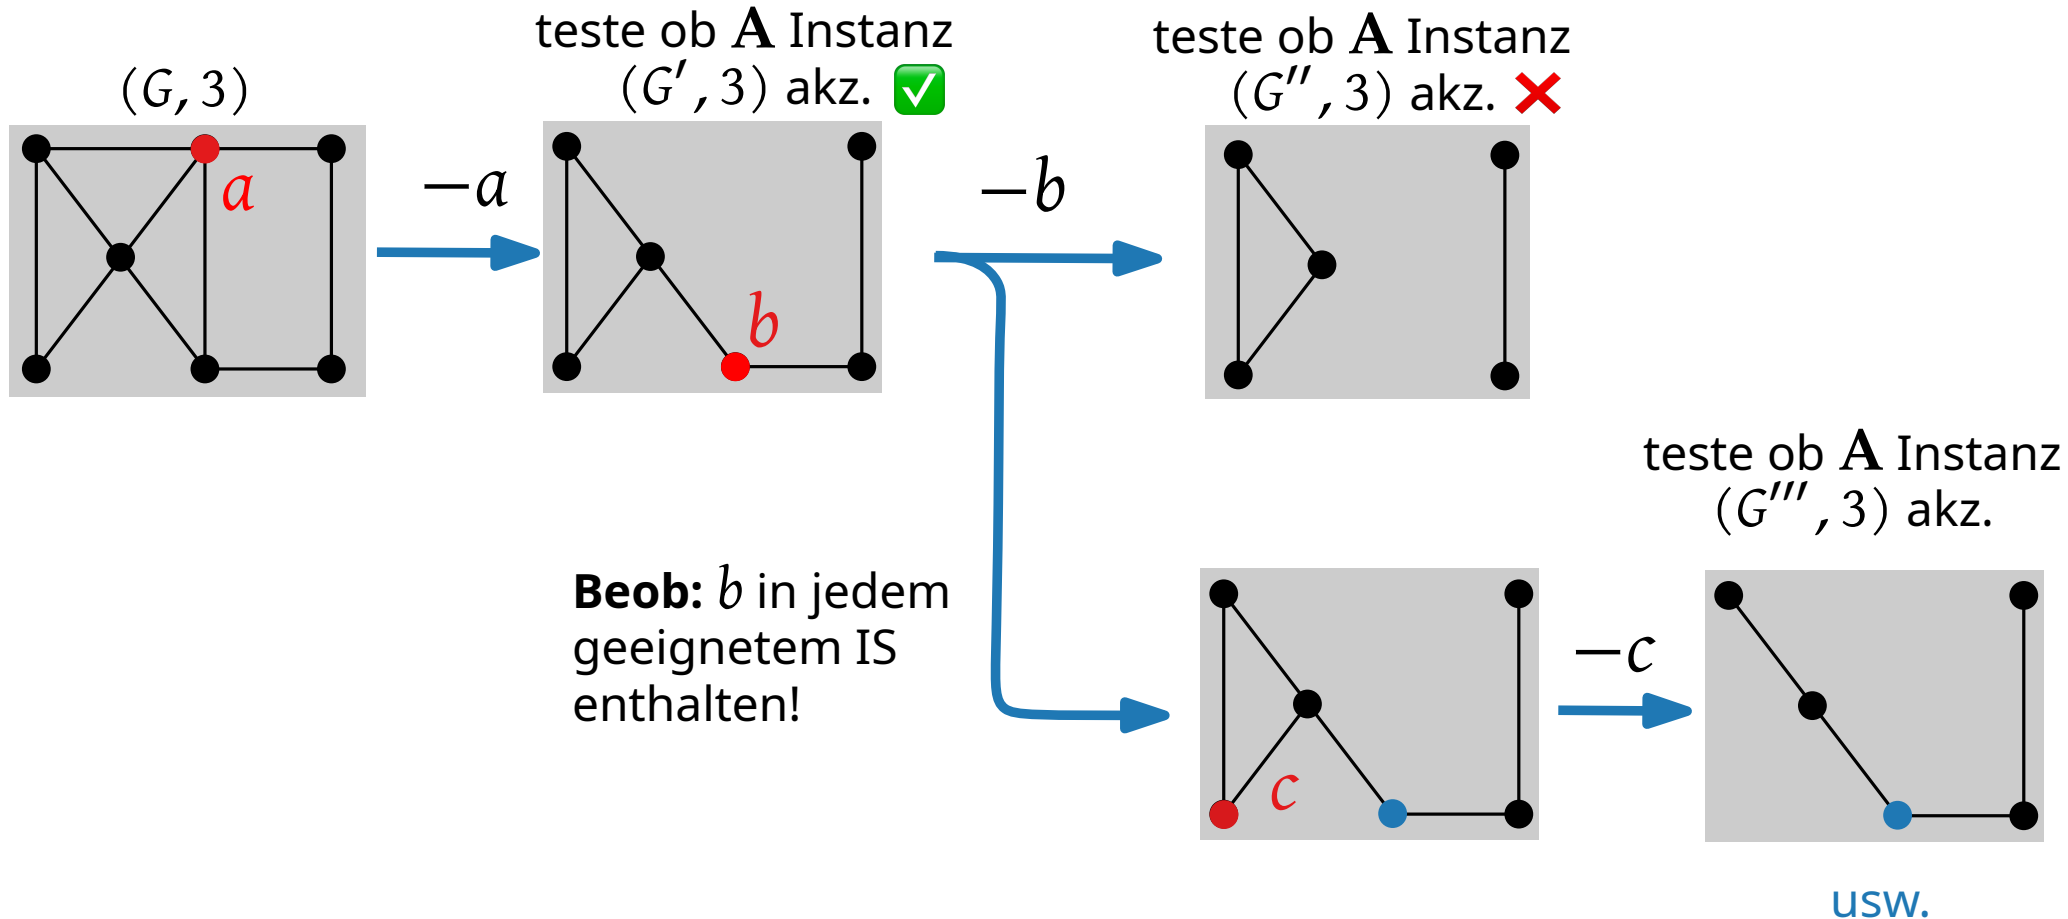 (G, 3)
a
−a
teste ob A Instanz
(G′, 3) akz. ✅
b
−b
teste ob A Instanz
(G″, 3) akz. ❌
Beob: b in jedem
geeignetem IS
enthalten!
c
−c
teste ob A Instanz
(G‴, 3) akz.
usw.